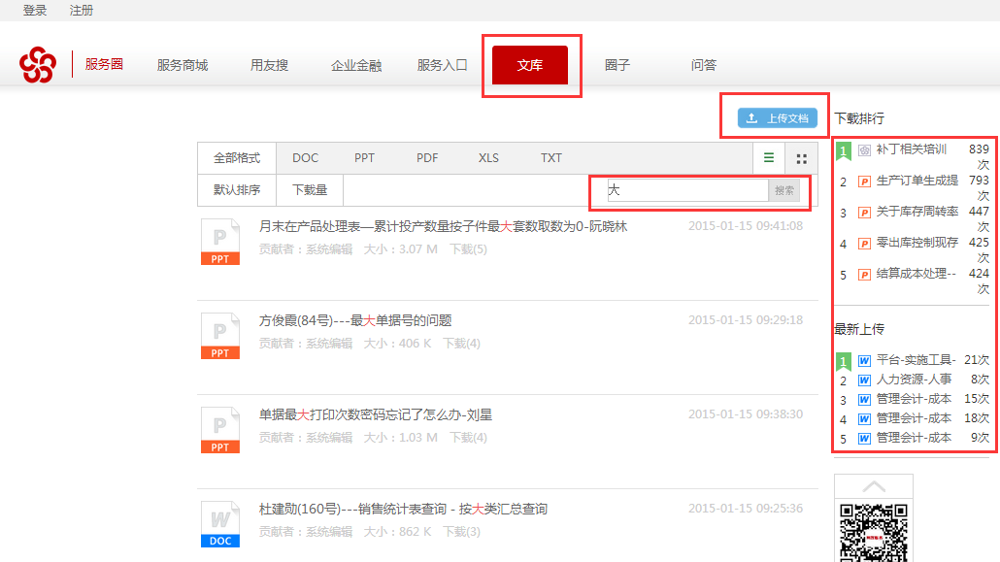 登录 注册
服务圈 服务商城 用友搜 企业金融 服务入口 文库 圈子 问答
上传文档
全部格式 DOC PPT PDF XLS TXT
默认排序 下载量 大 搜索
月末在产品处理表—累计投产数量按子件最大套数取数为0-阮晓林 2015-01-15 09:41:08
贡献者：系统编辑 大小：3.07 M 下载(5)
P
PPT
方俊霞(84号)---最大单据号的问题 2015-01-15 09:29:18
贡献者：系统编辑 大小：406 K 下载(4)
P
PPT
单据最大打印次数密码忘记了怎么办-刘星 2015-01-15 09:38:30
贡献者：系统编辑 大小：1.03 M 下载(4)
P
PPT
杜建勋(160号)---销售统计表查询 - 按大类汇总查询 2015-01-15 09:25:36
贡献者：系统编辑 大小：862 K 下载(3)
W
DOC
下载排行
1 补丁相关培训 839
次
2 P 生产订单生成提 793
次
3 P 关于库存周转率 447
次
4 P 零出库控制现存 425
次
5 P 结算成本处理-- 424
次
最新上传
1 W 平台-实施工具- 21次
2 W 人力资源-人事 8次
3 W 管理会计-成本 15次
4 W 管理会计-成本 18次
5 W 管理会计-成本 9次